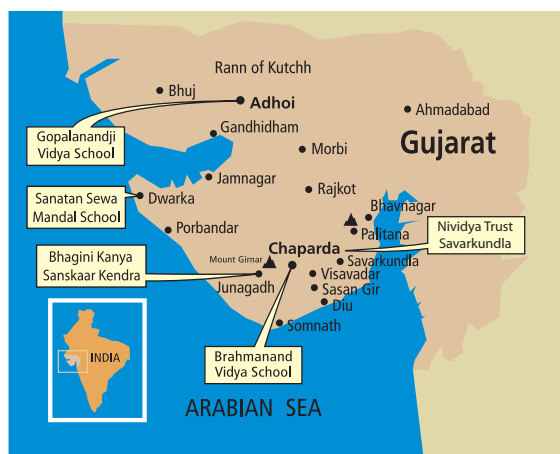 Rann of Kutchh
Bhuj
Adhoi
Ahmadabad
Gopalanandji
Vidya School
Gandhidham
Gujarat
Morbi
Jamnagar
Rajkot
Sanatan Sewa
Mandal School
Dwarka
Bhavnagar
Porbandar
Palitana
Nividya Trust
Savarkundla
Chaparda
Bhagini Kanya
Sanskaar Kendra
Mount Girnar
Savarkundla
Junagadh
Visavadar
Sasan Gir
Diu
Somnath
INDIA
Brahmanand
Vidya School
ARABIAN SEA